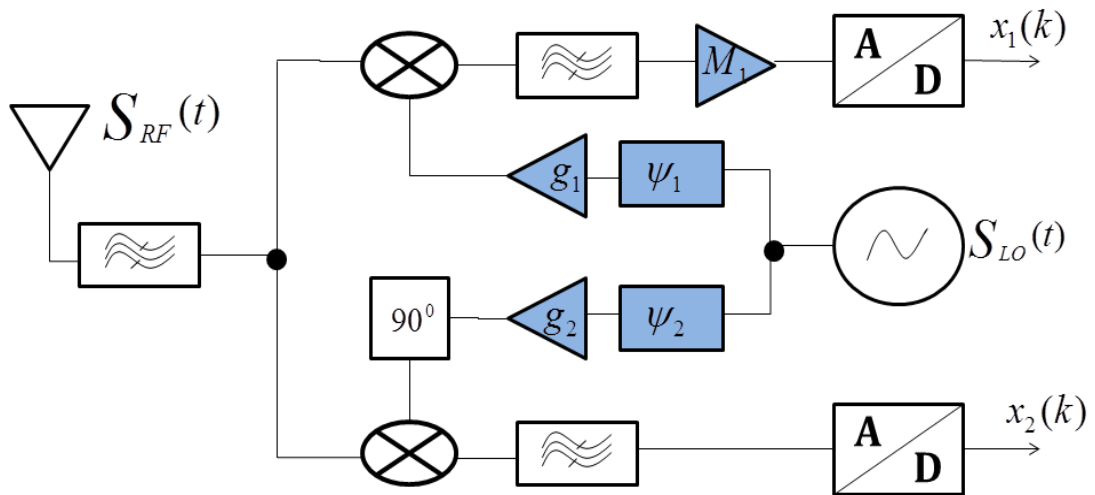 S_RF(t)
M_1
A
D
x_1(k)
g_1
ψ_1
S_LO(t)
90^0
g_2
ψ_2
A
D
x_2(k)